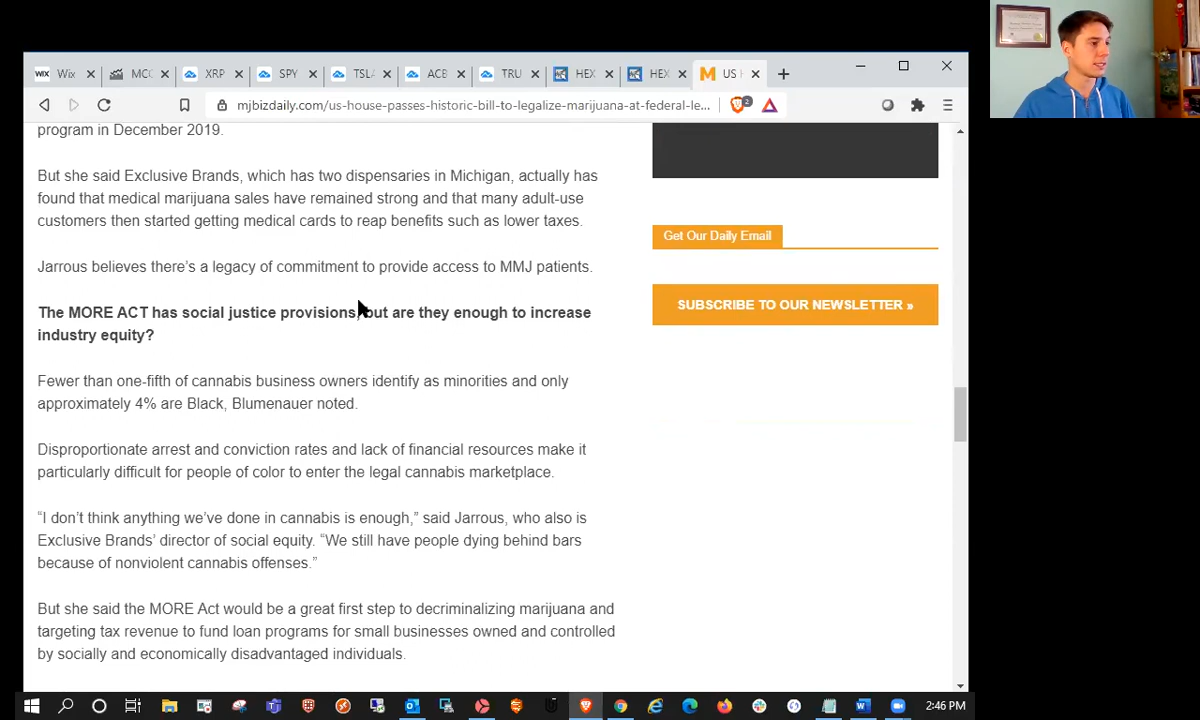 Wix
MCC
XRP
SPY
TSL
ACB
TRU
HEX
HEX
US
mjbizdaily.com/us-house-passes-historic-bill-to-legalize-marijuana-at-federal-le...
2
program in December 2019.
But she said Exclusive Brands, which has two dispensaries in Michigan, actually has
found that medical marijuana sales have remained strong and that many adult-use
customers then started getting medical cards to reap benefits such as lower taxes.
Jarrous believes there's a legacy of commitment to provide access to MMJ patients.
The MORE ACT has social justice provisions, but are they enough to increase
industry equity?
Fewer than one-fifth of cannabis business owners identify as minorities and only
approximately 4% are Black, Blumenauer noted.
Disproportionate arrest and conviction rates and lack of financial resources make it
particularly difficult for people of color to enter the legal cannabis marketplace.
“I don't think anything we've done in cannabis is enough,” said Jarrous, who also is
Exclusive Brands' director of social equity. “We still have people dying behind bars
because of nonviolent cannabis offenses.”
But she said the MORE Act would be a great first step to decriminalizing marijuana and
targeting tax revenue to fund loan programs for small businesses owned and controlled
by socially and economically disadvantaged individuals.
Get Our Daily Email
SUBSCRIBE TO OUR NEWSLETTER »
2:46 PM